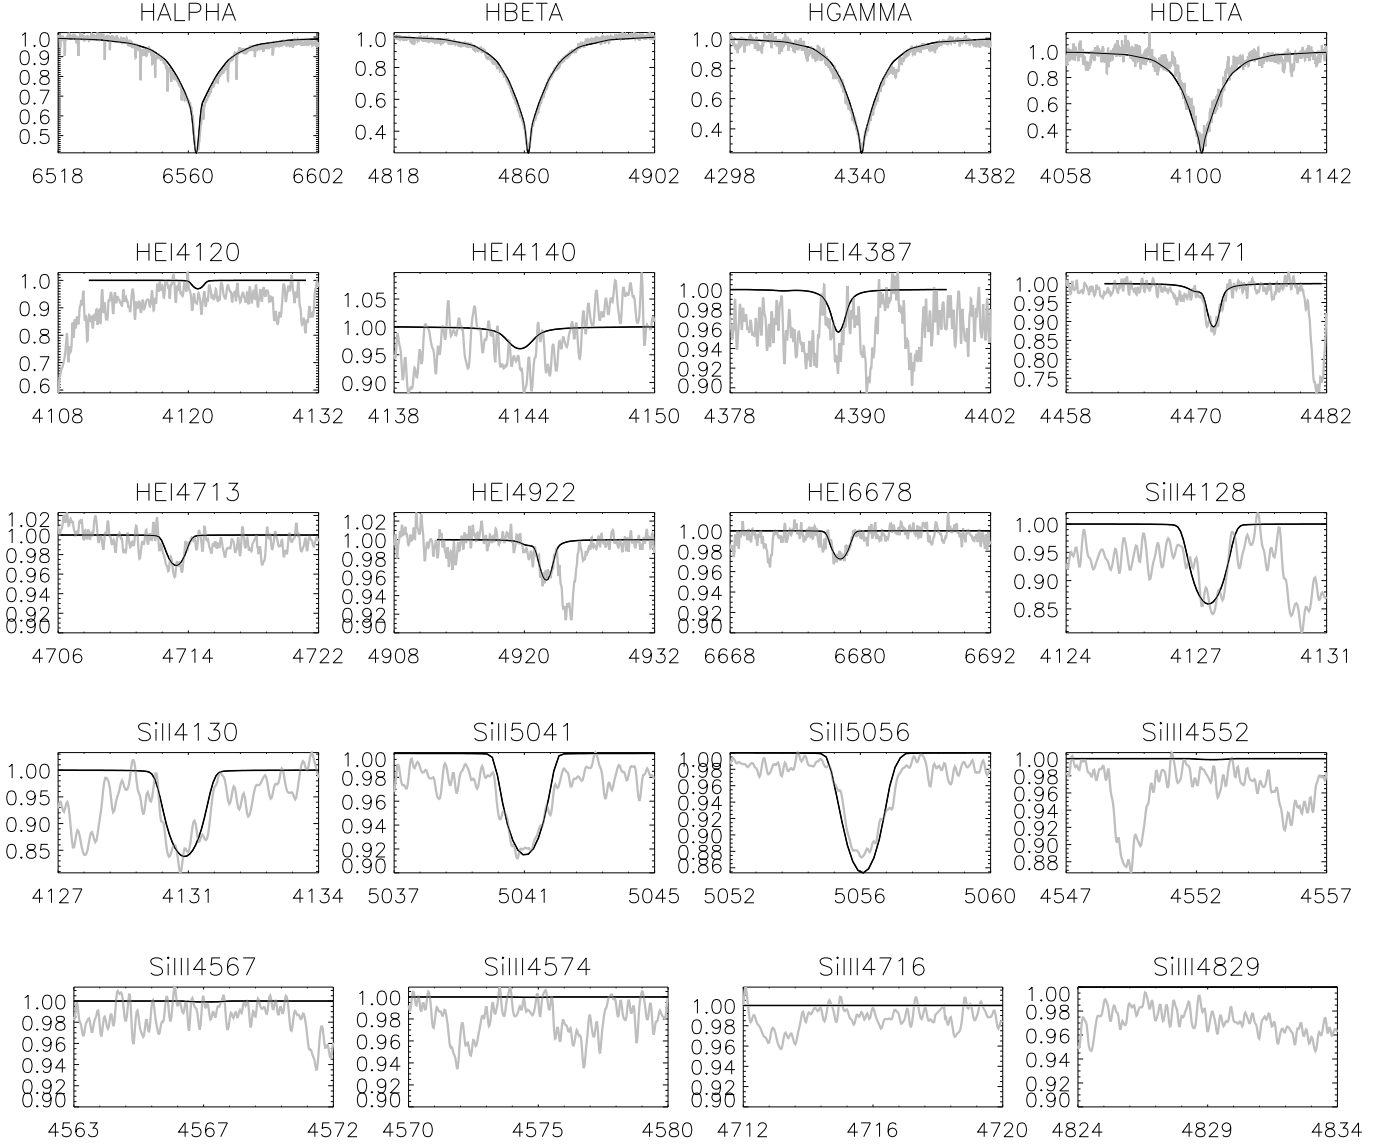 HALPHA HBETA HGAMMA HDELTA
1.0 1.0 1.0 1.0
0.9 0.8 0.8 0.8
0.8 0.6 0.6 0.6
0.7 0.4 0.4 0.4
0.6
0.5
6518 6560 6602 4818 4860 4902 4298 4340 4382 4058 4100 4142
HEI4120 HEI4140 HEI4387 HEI4471
1.0 1.05 1.00 1.00
0.9 1.00 0.98 0.95
0.8 0.95 0.96 0.90
0.7 0.90 0.94 0.85
0.6 0.92 0.80
0.90 0.75
4108 4120 4132 4138 4144 4150 4378 4390 4402 4458 4470 4482
HEI4713 HEI4922 HEI6678 SiII4128
1.02 1.02 1.00 1.00
1.00 1.00 0.98 0.95
0.98 0.98 0.96 0.90
0.96 0.96 0.94 0.85
0.94 0.94 0.92
0.92 0.92 0.90
0.90 0.90
4706 4714 4722 4908 4920 4932 6668 6680 6692 4124 4127 4131
SiII4130 SiII5041 SiII5056 SiIII4552
1.00 1.00 1.00 1.00
0.95 0.98 0.98 0.98
0.90 0.96 0.96 0.96
0.85 0.94 0.94 0.94
0.92 0.92 0.92
0.90 0.90 0.90
0.88 0.88
0.86
4127 4131 4134 5037 5041 5045 5052 5056 5060 4547 4552 4557
SiIII4567 SiIII4574 SiIII4716 SiIII4829
1.00 1.00 1.00 1.00
0.98 0.98 0.98 0.98
0.96 0.96 0.96 0.96
0.94 0.94 0.94 0.94
0.92 0.92 0.92 0.92
0.90 0.90 0.90 0.90
4563 4567 4572 4570 4575 4580 4712 4716 4720 4824 4829 4834